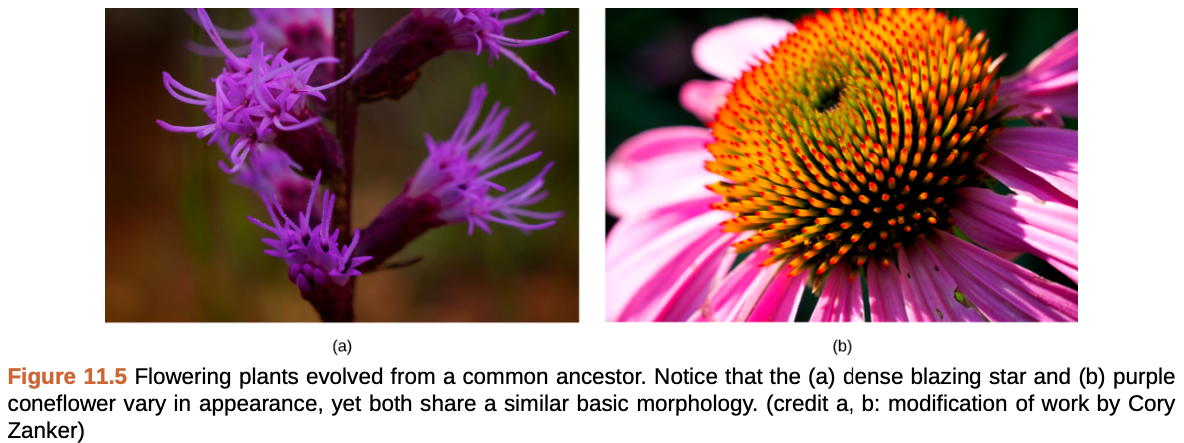 (a)
(b)
Figure 11.5 Flowering plants evolved from a common ancestor. Notice that the (a) dense blazing star and (b) purple
coneflower vary in appearance, yet both share a similar basic morphology. (credit a, b: modification of work by Cory
Zanker)